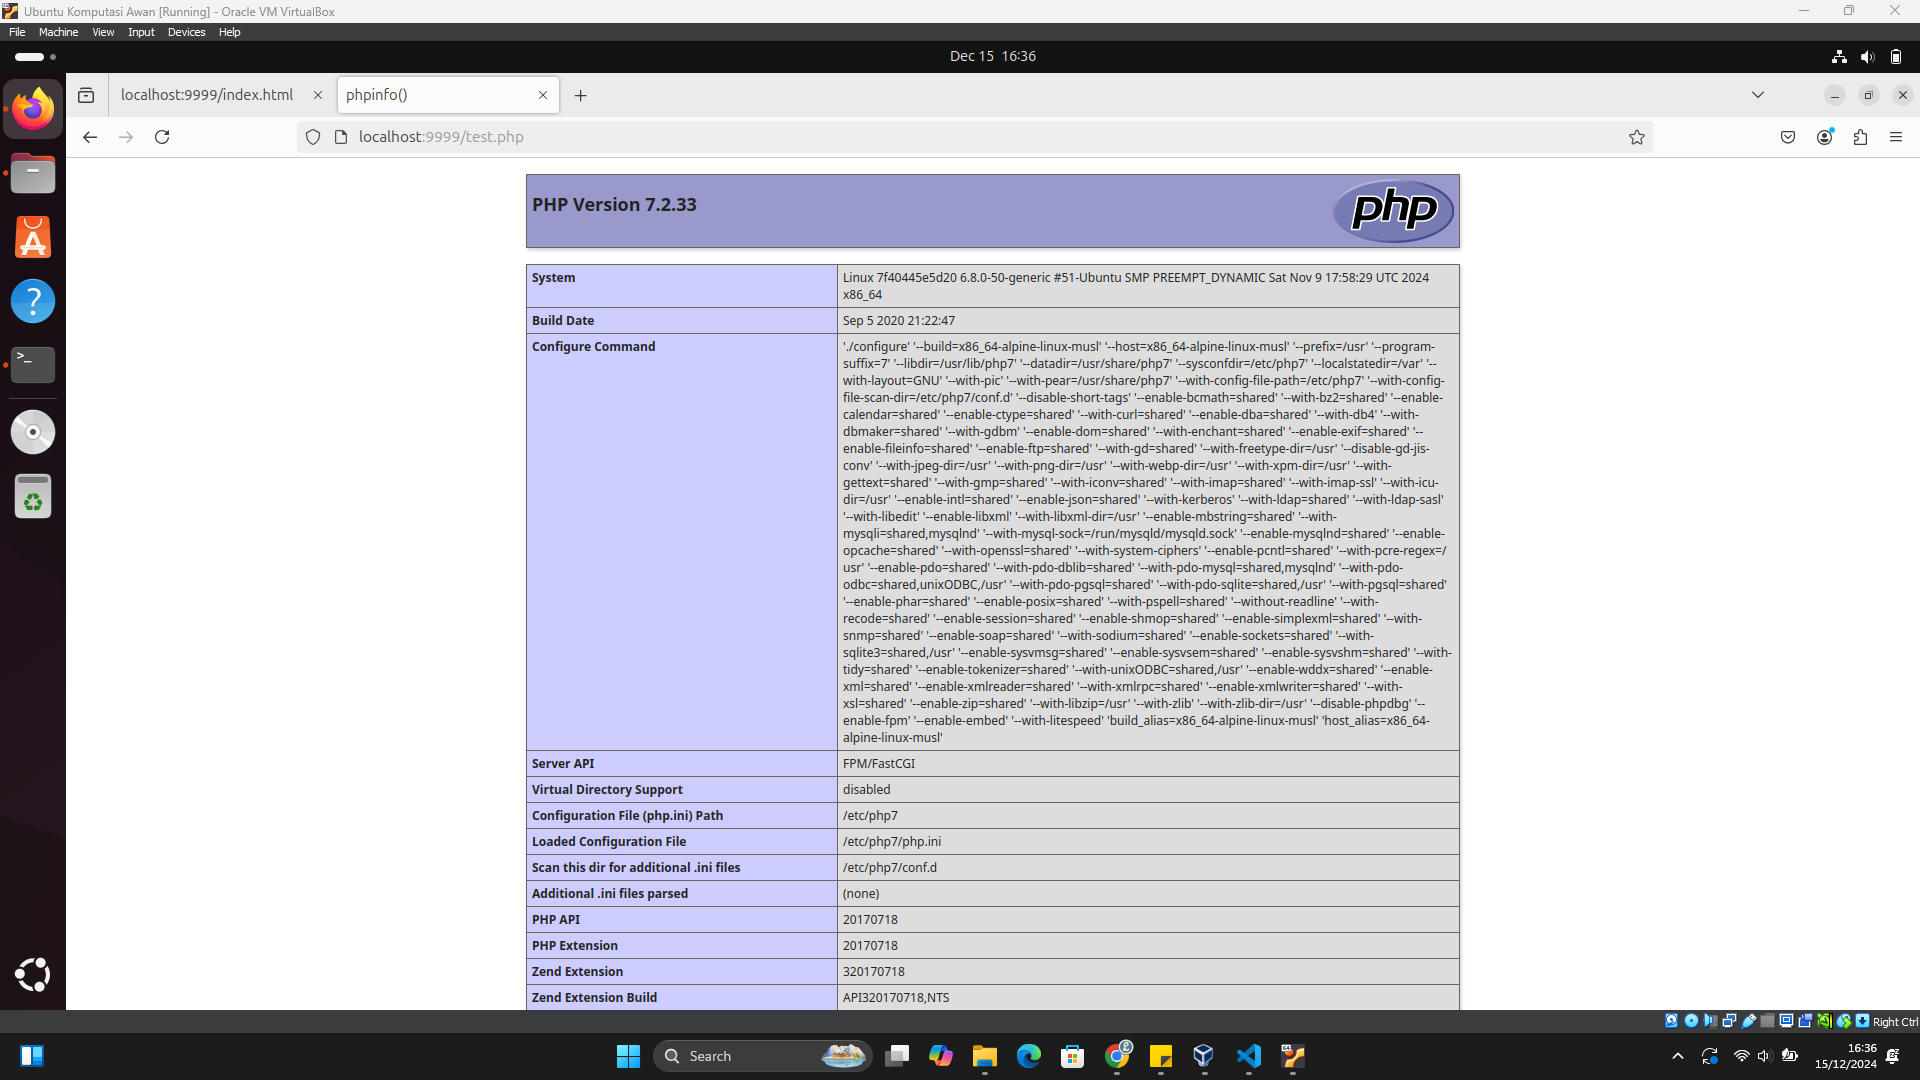 Ubuntu Komputasi Awan [Running] - Oracle VM VirtualBox
File Machine View Input Devices Help
Dec 15 16:36
localhost:9999/index.html
phpinfo()
localhost:9999/test.php
PHP Version 7.2.33
php
System
Linux 7f40445e5d20 6.8.0-50-generic #51-Ubuntu SMP PREEMPT_DYNAMIC Sat Nov 9 17:58:29 UTC 2024
x86_64
Build Date
Sep 5 2020 21:22:47
Configure Command
'./configure' '--build=x86_64-alpine-linux-musl' '--host=x86_64-alpine-linux-musl' '--prefix=/usr' '--program-
suffix=7' '--libdir=/usr/lib/php7' '--datadir=/usr/share/php7' '--sysconfdir=/etc/php7' '--localstatedir=/var' '--
with-layout=GNU' '--with-pic' '--with-pear=/usr/share/php7' '--with-config-file-path=/etc/php7' '--with-config-
file-scan-dir=/etc/php7/conf.d' '--disable-short-tags' '--enable-bcmath=shared' '--with-bz2=shared' '--enable-
calendar=shared' '--enable-ctype=shared' '--with-curl=shared' '--enable-dba=shared' '--with-db4' '--with-
dbmaker=shared' '--with-gdbm' '--enable-dom=shared' '--with-enchant=shared' '--enable-exif=shared' '--
enable-fileinfo=shared' '--enable-ftp=shared' '--with-gd=shared' '--with-freetype-dir=/usr' '--disable-gd-jis-
conv' '--with-jpeg-dir=/usr' '--with-png-dir=/usr' '--with-webp-dir=/usr' '--with-xpm-dir=/usr' '--with-
gettext=shared' '--with-gmp=shared' '--with-iconv=shared' '--with-imap=shared' '--with-imap-ssl' '--with-icu-
dir=/usr' '--enable-intl=shared' '--enable-json=shared' '--with-kerberos' '--with-ldap=shared' '--with-ldap-sasl'
'--with-libedit' '--enable-libxml' '--with-libxml-dir=/usr' '--enable-mbstring=shared' '--with-
mysqli=shared,mysqlnd' '--with-mysql-sock=/run/mysqld/mysqld.sock' '--enable-mysqlnd=shared' '--enable-
opcache=shared' '--with-openssl=shared' '--with-system-ciphers' '--enable-pcntl=shared' '--with-pcre-regex=/
usr' '--enable-pdo=shared' '--with-pdo-dblib=shared' '--with-pdo-mysql=shared,mysqlnd' '--with-pdo-
odbc=shared,unixODBC,/usr' '--with-pdo-pgsql=shared' '--with-pdo-sqlite=shared,/usr' '--with-pgsql=shared'
'--enable-phar=shared' '--enable-posix=shared' '--with-pspell=shared' '--without-readline' '--with-
recode=shared' '--enable-session=shared' '--enable-shmop=shared' '--enable-simplexml=shared' '--with-
snmp=shared' '--enable-soap=shared' '--with-sodium=shared' '--enable-sockets=shared' '--with-
sqlite3=shared,/usr' '--enable-sysvmsg=shared' '--enable-sysvsem=shared' '--enable-sysvshm=shared' '--with-
tidy=shared' '--enable-tokenizer=shared' '--with-unixODBC=shared,/usr' '--enable-wddx=shared' '--enable-
xml=shared' '--enable-xmlreader=shared' '--with-xmlrpc=shared' '--enable-xmlwriter=shared' '--with-
xsl=shared' '--enable-zip=shared' '--with-libzip=/usr' '--with-zlib' '--with-zlib-dir=/usr' '--disable-phpdbg' '--
enable-fpm' '--enable-embed' '--with-litespeed' 'build_alias=x86_64-alpine-linux-musl' 'host_alias=x86_64-
alpine-linux-musl'
Server API
FPM/FastCGI
Virtual Directory Support
disabled
Configuration File (php.ini) Path
/etc/php7
Loaded Configuration File
/etc/php7/php.ini
Scan this dir for additional .ini files
/etc/php7/conf.d
Additional .ini files parsed
(none)
PHP API
20170718
PHP Extension
20170718
Zend Extension
320170718
Zend Extension Build
API320170718,NTS
Right Ctrl
Search
16:36
15/12/2024